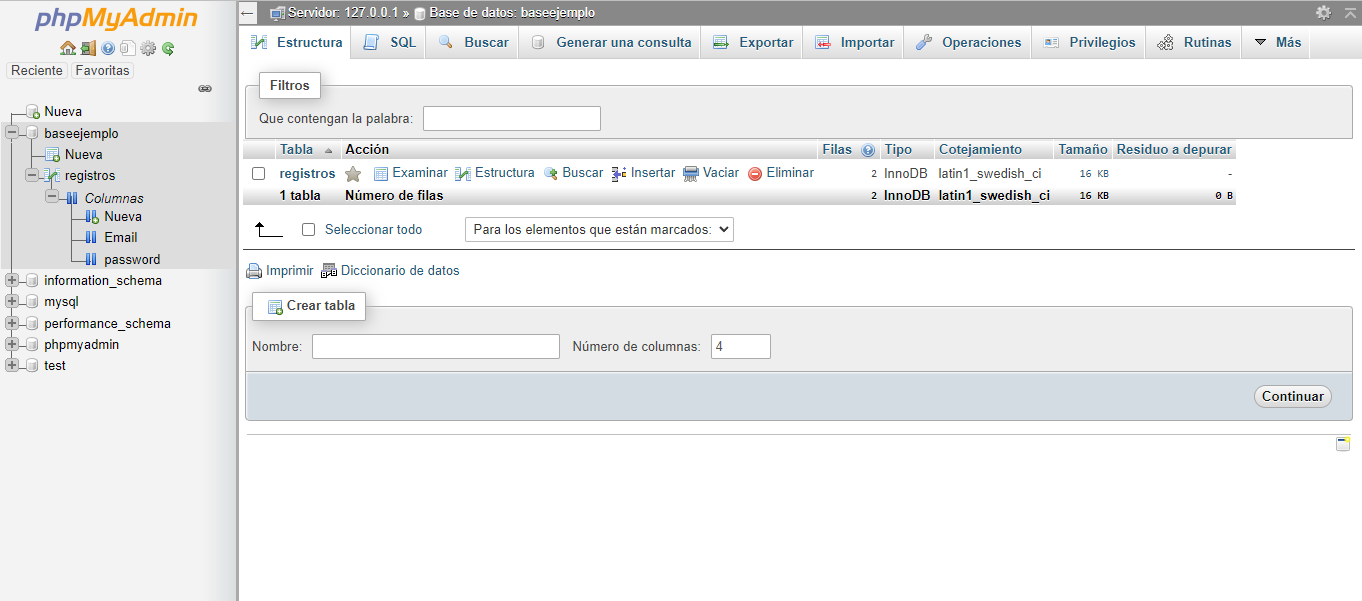 phpMyAdmin
Reciente Favoritas
Nueva
baseejemplo
Nueva
registros
Columnas
Nueva
Email
password
information_schema
mysql
performance_schema
phpmyadmin
test
Servidor: 127.0.0.1 » Base de datos: baseejemplo
Estructura SQL Buscar Generar una consulta Exportar Importar Operaciones Privilegios Rutinas Más
Filtros
Que contengan la palabra:
Tabla Acción Filas Tipo Cotejamiento Tamaño Residuo a depurar
registros Examinar Estructura Buscar Insertar Vaciar Eliminar 2 InnoDB latin1_swedish_ci 16 KB -
1 tabla Número de filas 2 InnoDB latin1_swedish_ci 16 KB 0 B
Seleccionar todo Para los elementos que están marcados:
Imprimir Diccionario de datos
Crear tabla
Nombre: Número de columnas: 4
Continuar